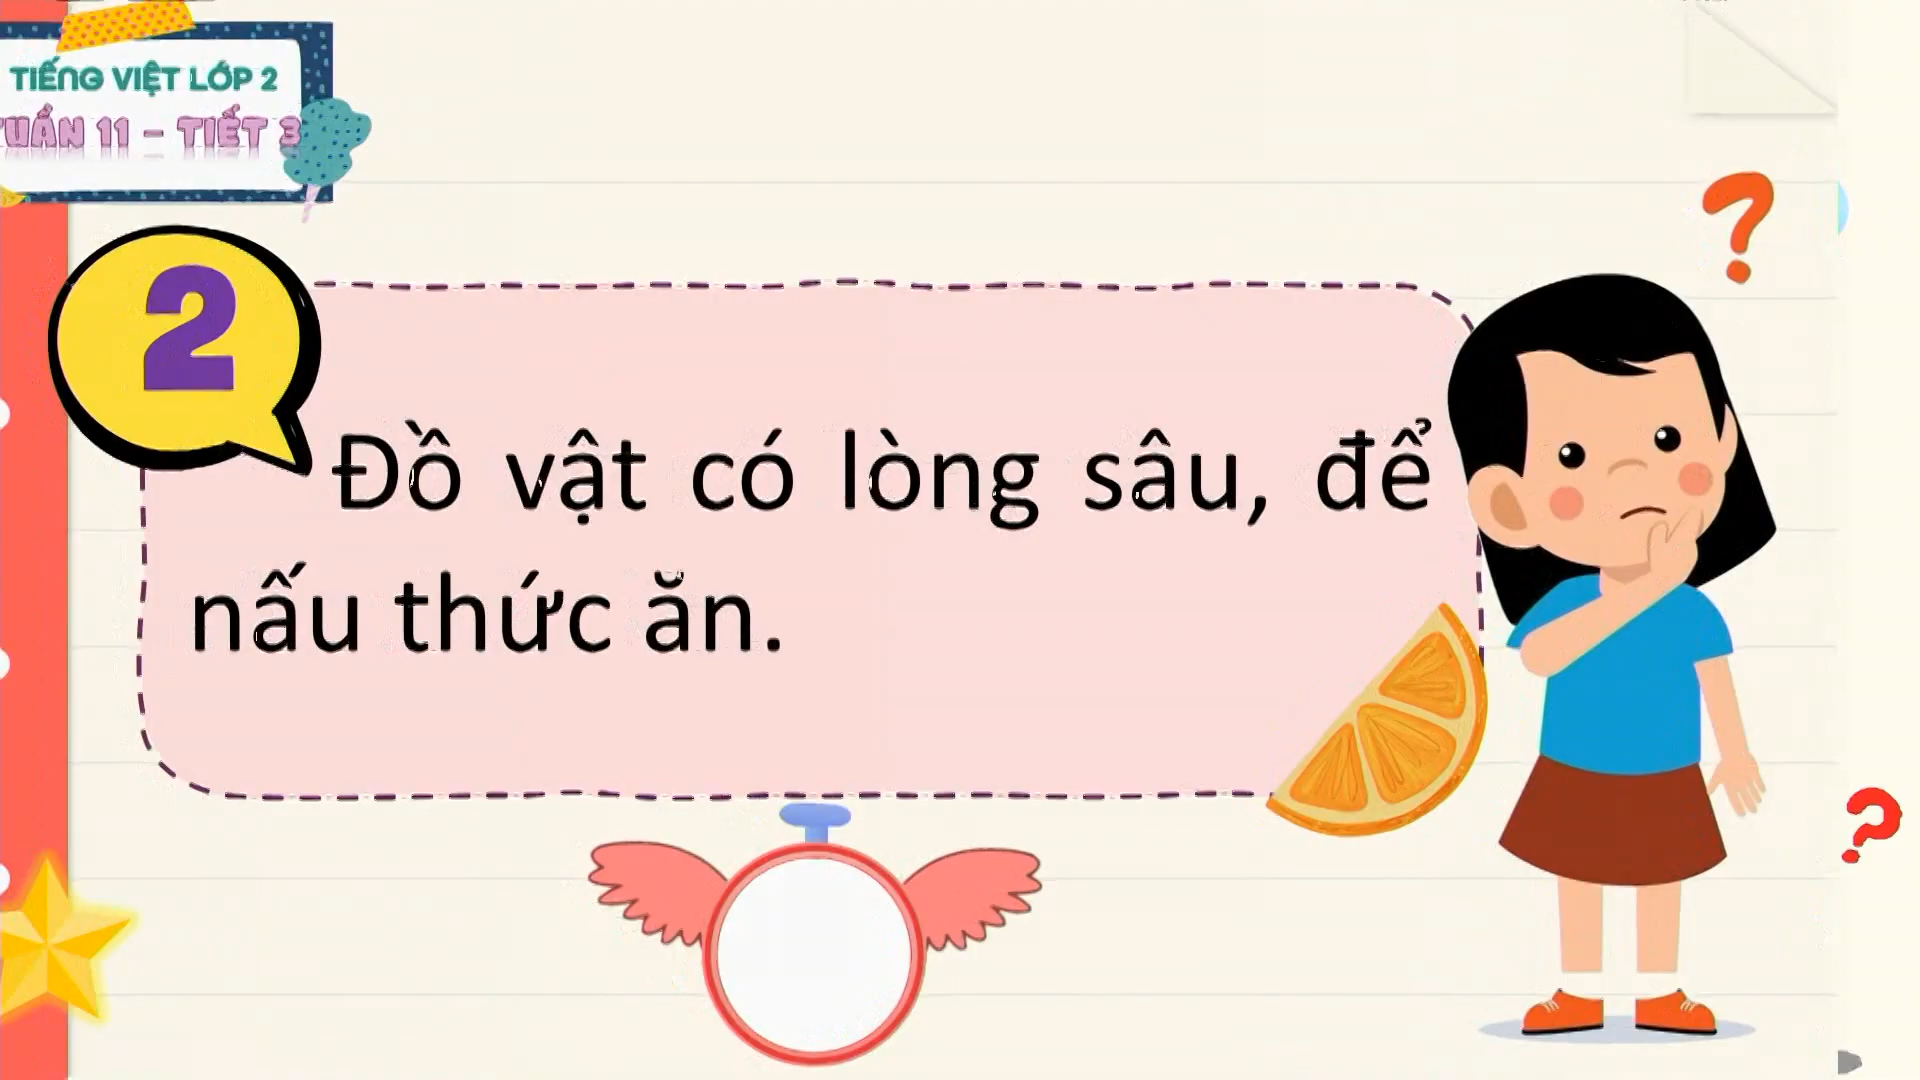 TIẾNG VIỆT LỚP 2
TUẦN 11 - TIẾT 3
2
Đồ vật có lòng sâu, để
nấu thức ăn.